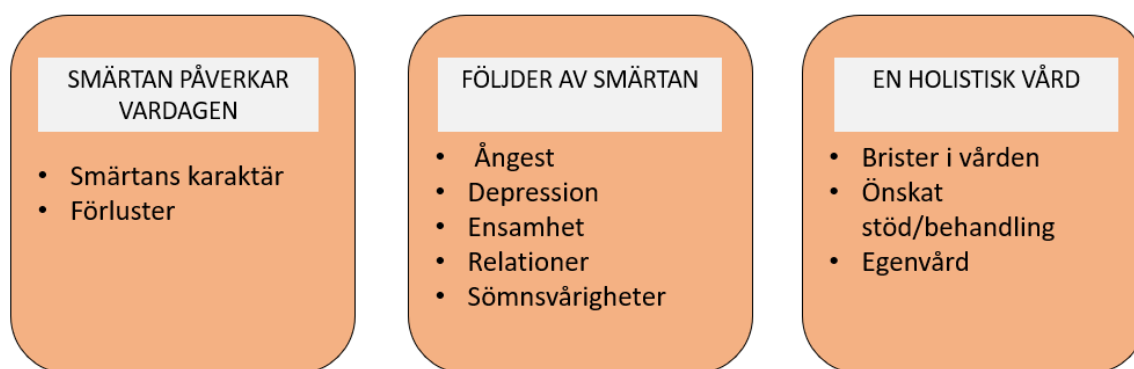 SMÄRTAN PÅVERKAR
VARDAGEN
• Smärtans karaktär
• Förluster
FÖLJDER AV SMÄRTAN
• Ångest
• Depression
• Ensamhet
• Relationer
• Sömnsvårigheter
EN HOLISTISK VÅRD
• Brister i vården
• Önskat
stöd/behandling
• Egenvård